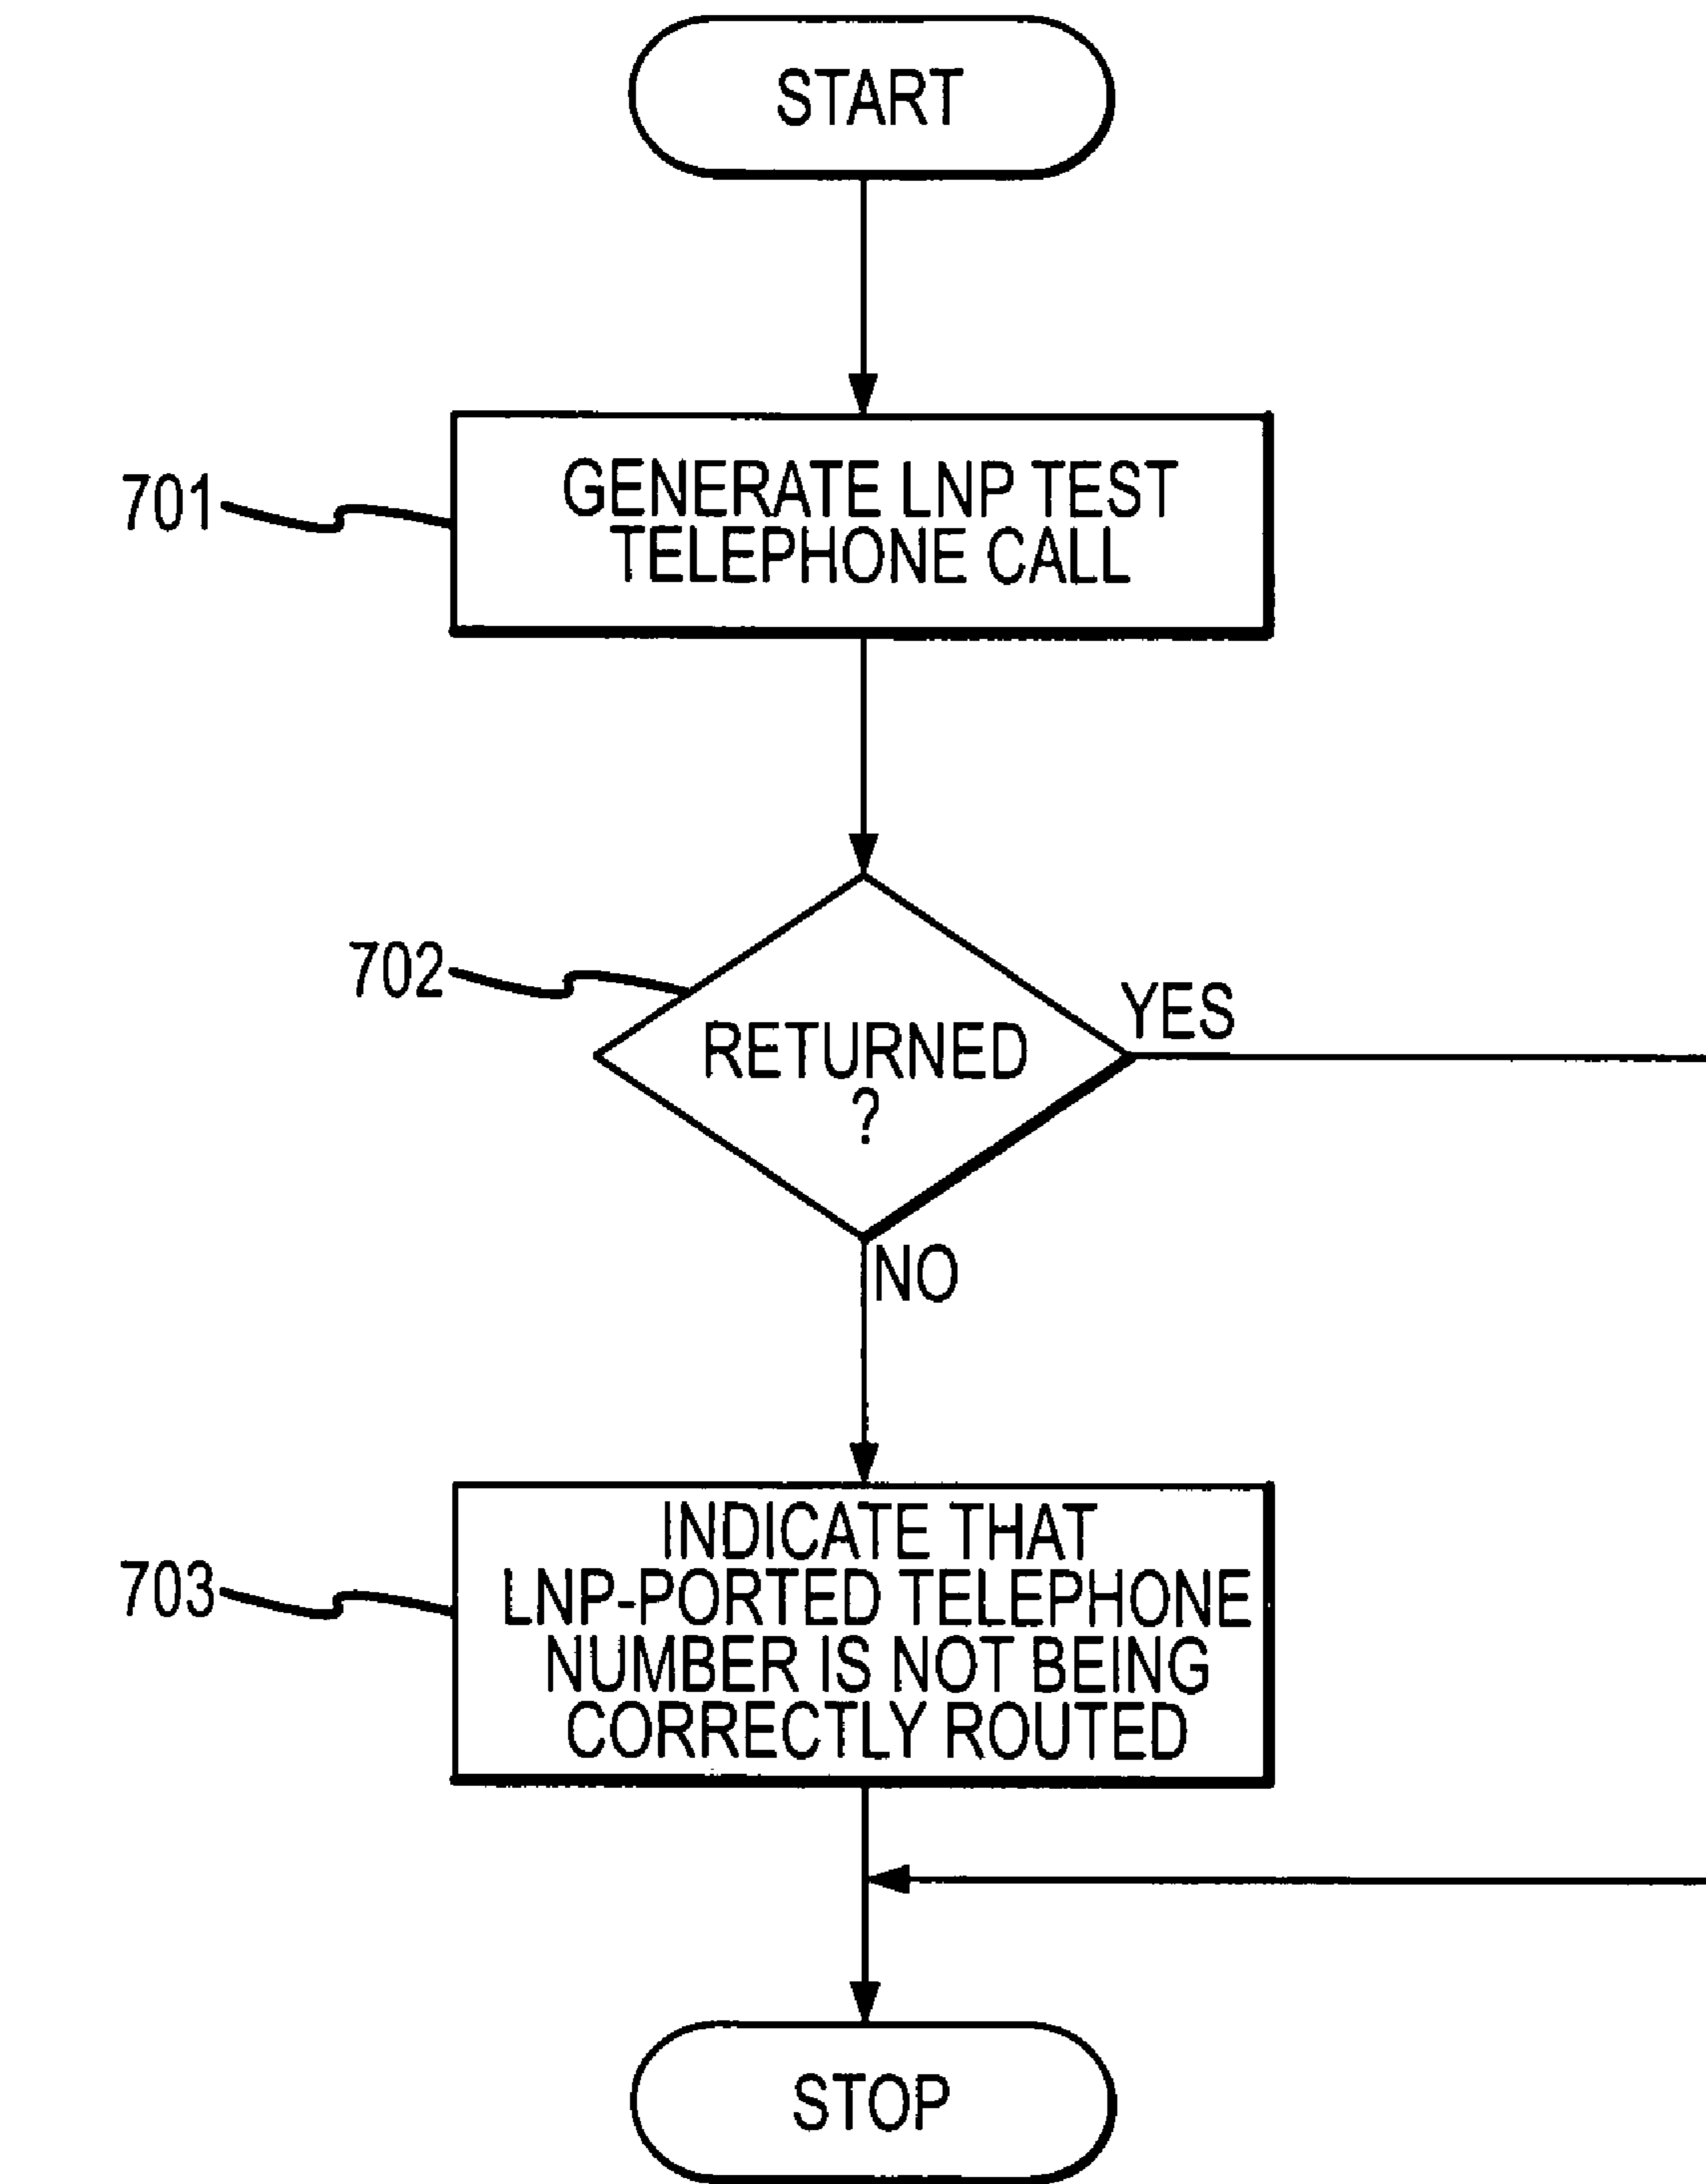 START
701
GENERATE LNP TEST
TELEPHONE CALL
702
RETURNED
?
YES
NO
703
INDICATE THAT
LNP-PORTED TELEPHONE
NUMBER IS NOT BEING
CORRECTLY ROUTED
STOP